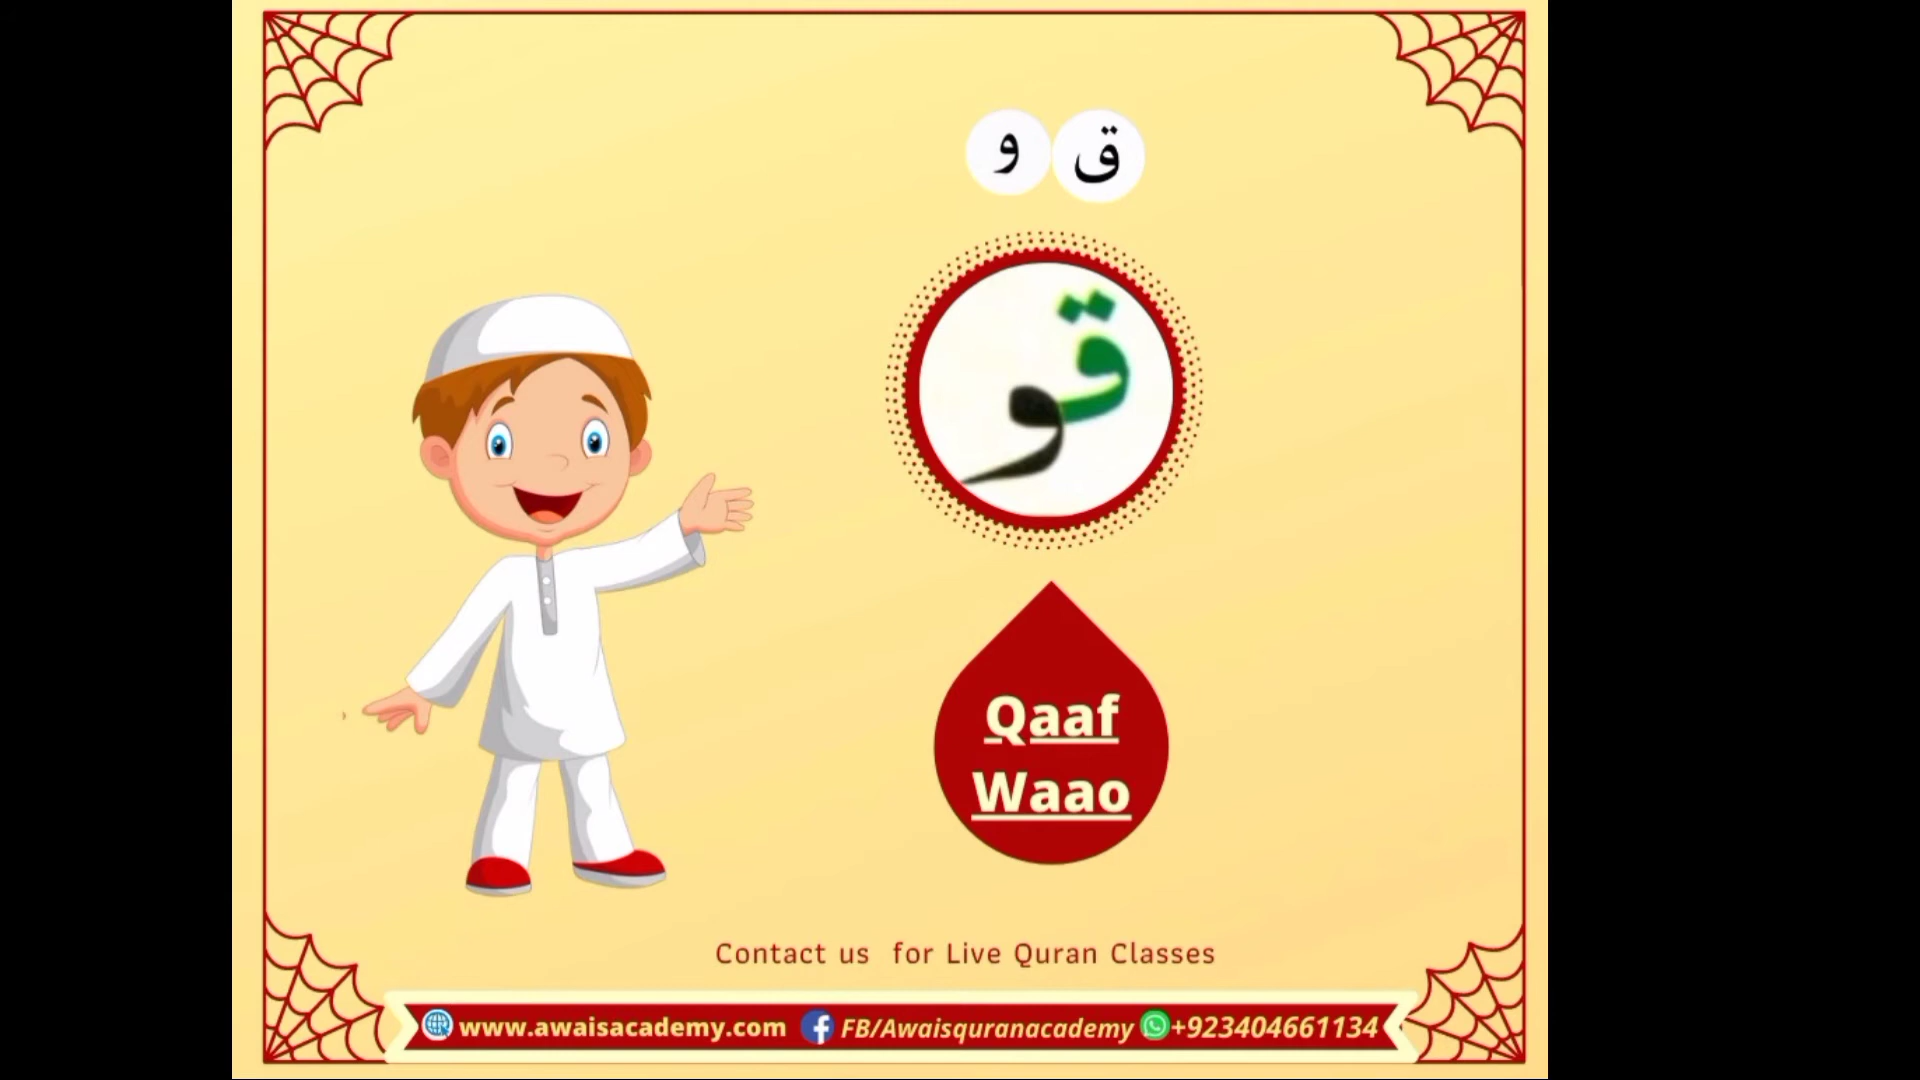 ق و
قو
Qaaf
Waao
Contact us for Live Quran Classes
www.awaisacademy.com FB/Awaisquranacademy +923404661134